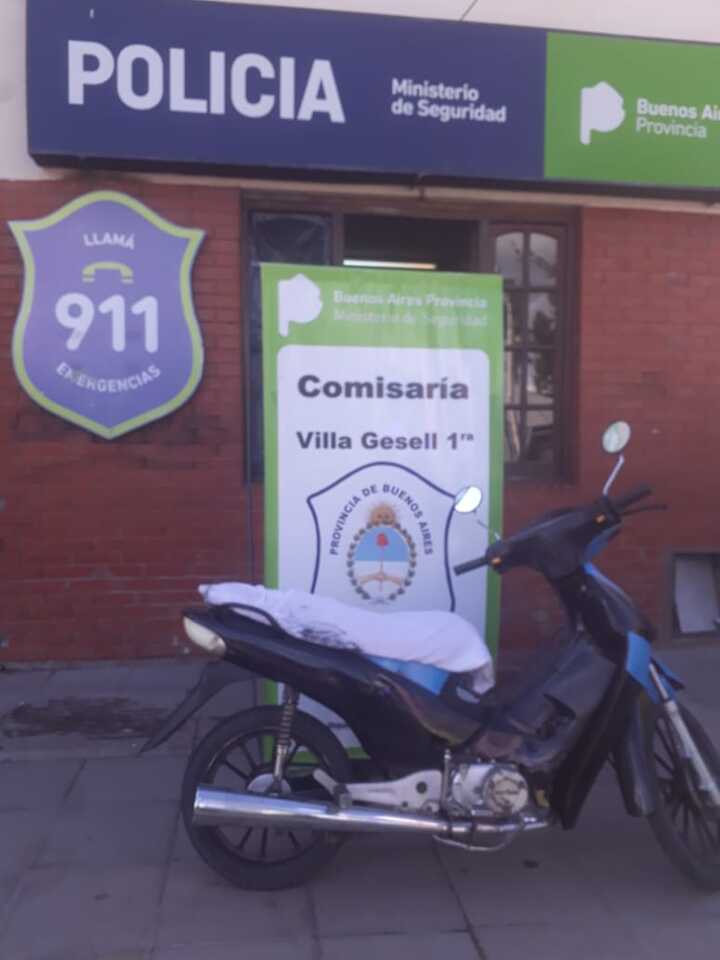 POLICIA
Ministerio
de Seguridad
Buenos Ai
Provincia
LLAMÁ
911
EMERGENCIAS
Buenos Aires Provincia
Ministerio de Seguridad
Comisaría
Villa Gesell 1ra
PROVINCIA DE BUENOS AIRES